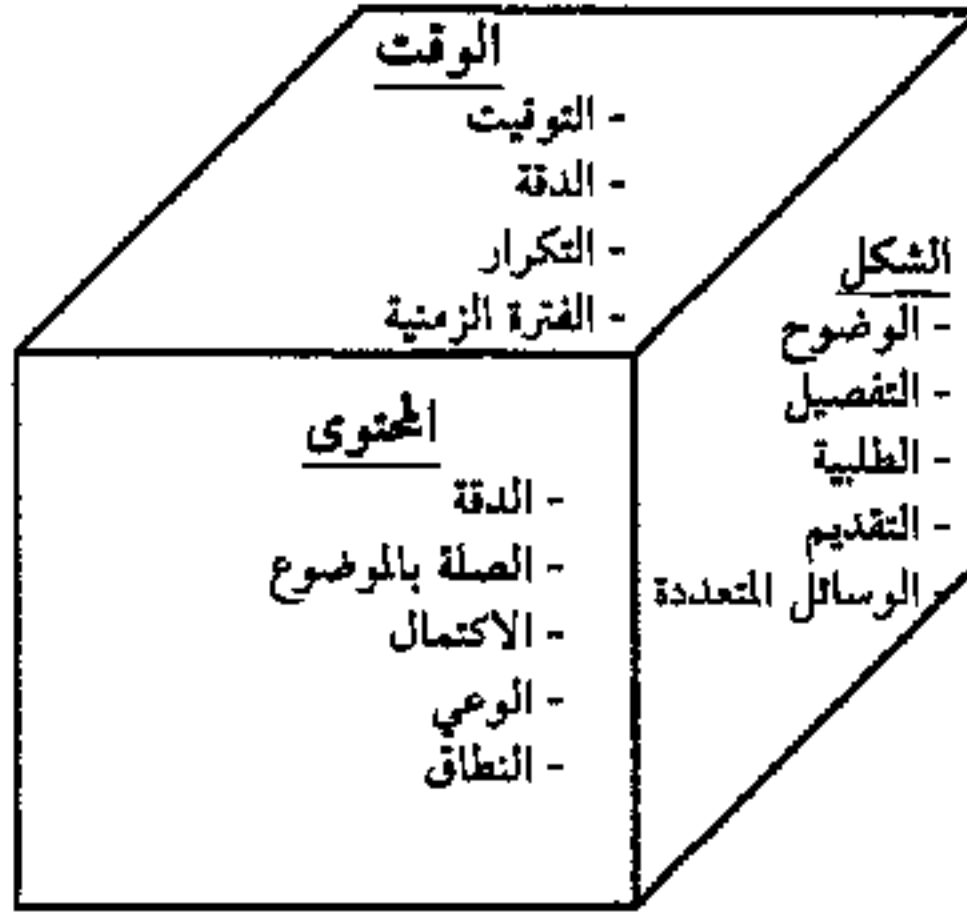 الوقت
- التوقيت
- الدقة
- التكرار
- الفترة الزمنية
الشكل
- الوضوح
- التفصيل
- الطلبية
- التقديم
- الوسائل المتعددة
المحتوى
- الدقة
- الصلة بالموضوع
- الاكتمال
- الوعي
- النطاق